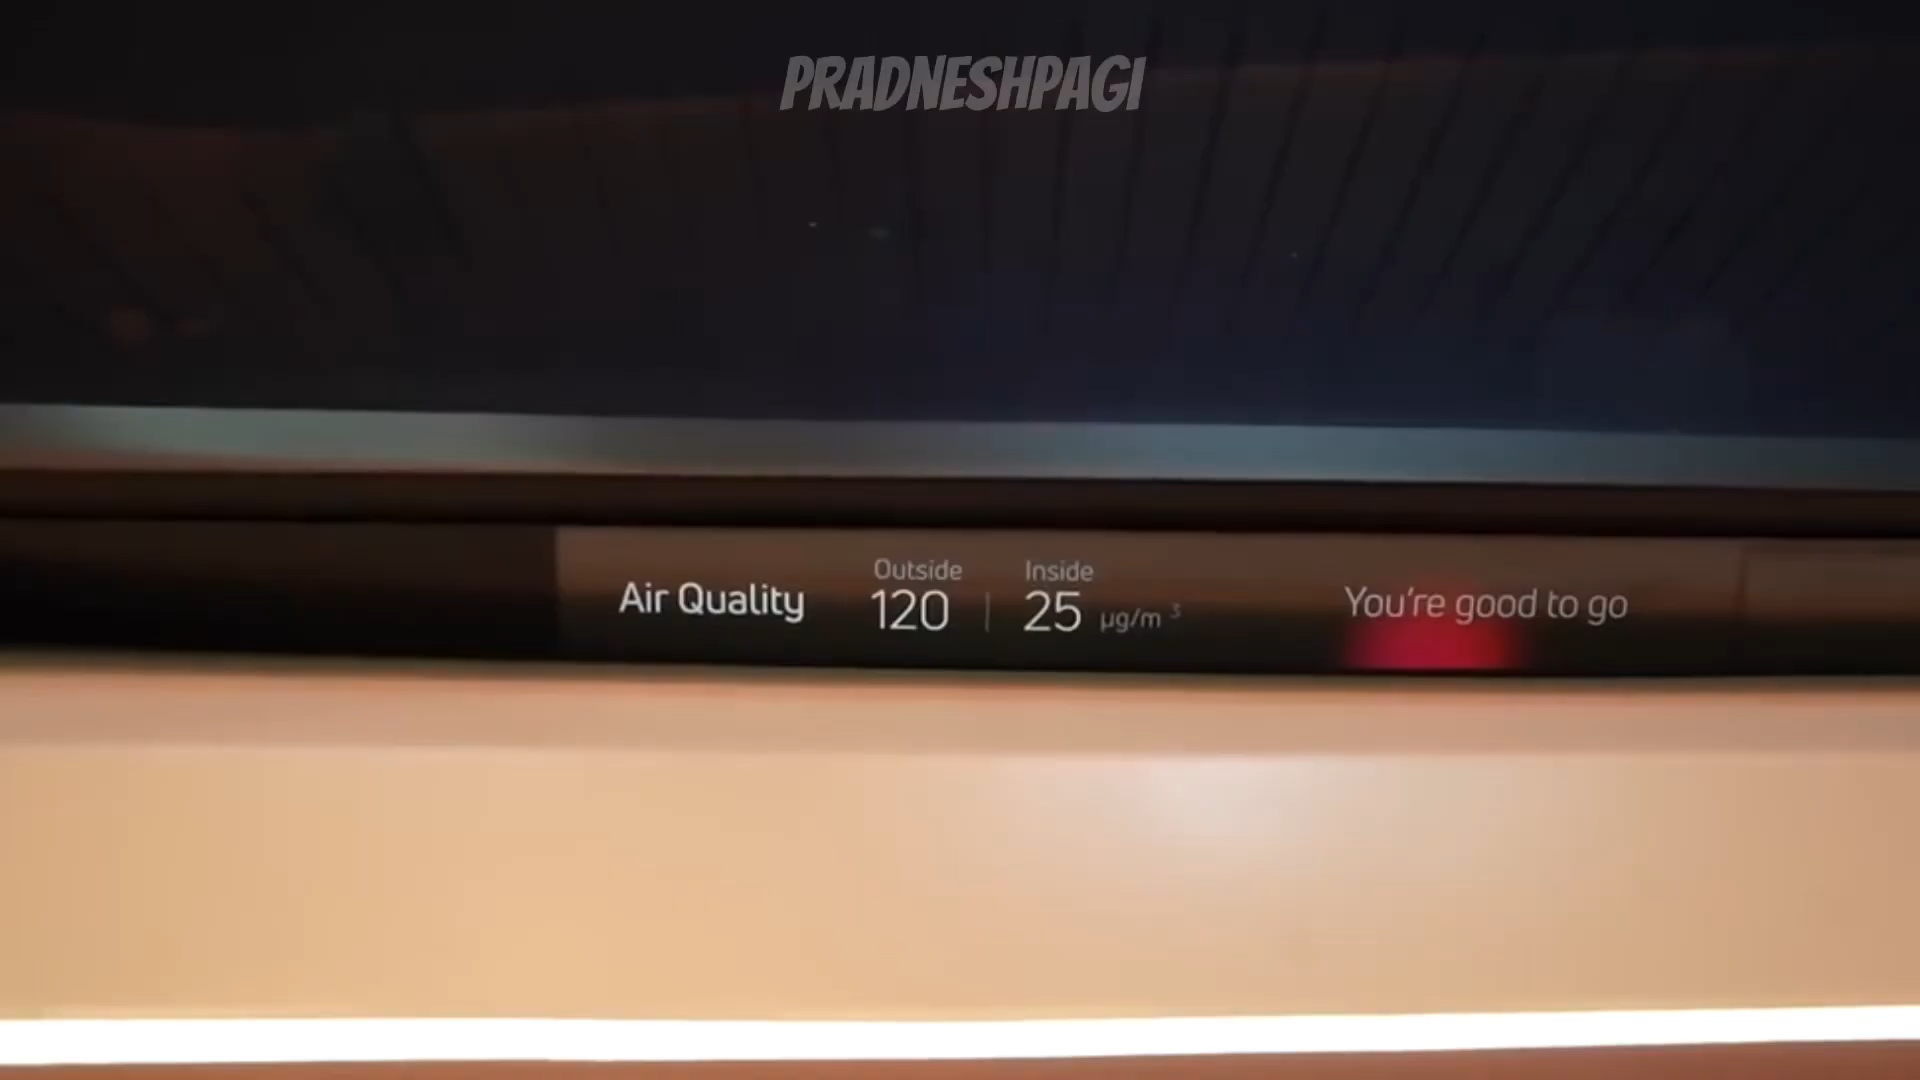 PRADNESHPAGI
Air Quality
Outside
120
Inside
25 µg/m³
You're good to go